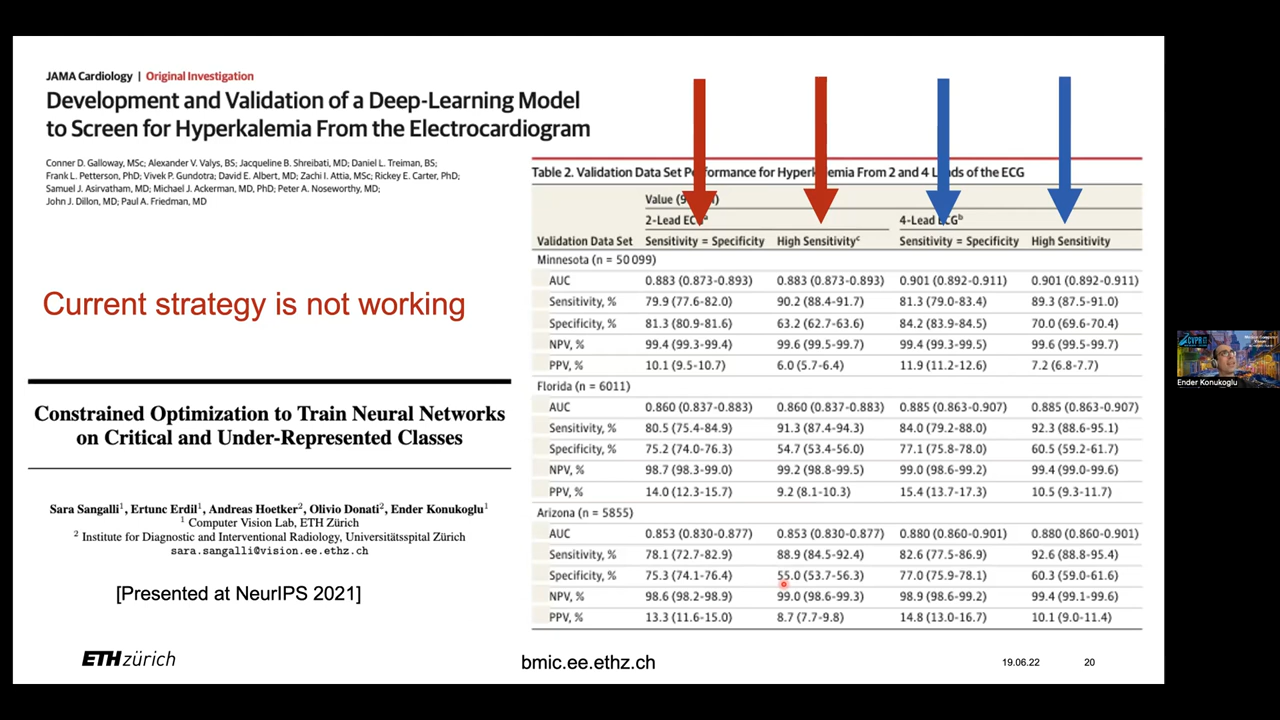 JAMA Cardiology | Original Investigation
Development and Validation of a Deep-Learning Model
to Screen for Hyperkalemia From the Electrocardiogram
Conner D. Galloway, MSc; Alexander V. Valys, BS; Jacqueline B. Shreibati, MD; Daniel L. Treiman, BS;
Frank L. Petterson, PhD; Vivek P. Gundotra; David E. Albert, MD; Zachi I. Attia, MSc; Rickey E. Carter, PhD;
Samuel J. Asirvatham, MD; Michael J. Ackerman, MD, PhD; Peter A. Noseworthy, MD;
John J. Dillon, MD; Paul A. Friedman, MD
Current strategy is not working
Constrained Optimization to Train Neural Networks
on Critical and Under-Represented Classes
Sara Sangalli¹, Ertunc Erdil¹, Andreas Hoetker², Olivio Donati², Ender Konukoglu¹
¹ Computer Vision Lab, ETH Zürich
² Institute for Diagnostic and Interventional Radiology, Universitätsspital Zürich
sara.sangalli@vision.ee.ethz.ch
[Presented at NeurIPS 2021]
Table 2. Validation Data Set Performance for Hyperkalemia From 2 and 4 Leads of the ECG
Value (9
2-Lead ECGᵃ 4-Lead ECGᵇ
Validation Data Set Sensitivity = Specificity High Sensitivityᶜ Sensitivity = Specificity High Sensitivity
Minnesota (n = 50 099)
AUC 0.883 (0.873-0.893) 0.883 (0.873-0.893) 0.901 (0.892-0.911) 0.901 (0.892-0.911)
Sensitivity, % 79.9 (77.6-82.0) 90.2 (88.4-91.7) 81.3 (79.0-83.4) 89.3 (87.5-91.0)
Specificity, % 81.3 (80.9-81.6) 63.2 (62.7-63.6) 84.2 (83.9-84.5) 70.0 (69.6-70.4)
NPV, % 99.4 (99.3-99.4) 99.6 (99.5-99.7) 99.4 (99.3-99.5) 99.6 (99.5-99.7)
PPV, % 10.1 (9.5-10.7) 6.0 (5.7-6.4) 11.9 (11.2-12.6) 7.2 (6.8-7.7)
Florida (n = 6011)
AUC 0.860 (0.837-0.883) 0.860 (0.837-0.883) 0.885 (0.863-0.907) 0.885 (0.863-0.907)
Sensitivity, % 80.5 (75.4-84.9) 91.3 (87.4-94.3) 84.0 (79.2-88.0) 92.3 (88.6-95.1)
Specificity, % 75.2 (74.0-76.3) 54.7 (53.4-56.0) 77.1 (75.8-78.0) 60.5 (59.2-61.7)
NPV, % 98.7 (98.3-99.0) 99.2 (98.8-99.5) 99.0 (98.6-99.2) 99.4 (99.0-99.6)
PPV, % 14.0 (12.3-15.7) 9.2 (8.1-10.3) 15.4 (13.7-17.3) 10.5 (9.3-11.7)
Arizona (n = 5855)
AUC 0.853 (0.830-0.877) 0.853 (0.830-0.877) 0.880 (0.860-0.901) 0.880 (0.860-0.901)
Sensitivity, % 78.1 (72.7-82.9) 88.9 (84.5-92.4) 82.6 (77.5-86.9) 92.6 (88.8-95.4)
Specificity, % 75.3 (74.1-76.4) 55.0 (53.7-56.3) 77.0 (75.9-78.1) 60.3 (59.0-61.6)
NPV, % 98.6 (98.2-98.9) 99.0 (98.6-99.3) 98.9 (98.6-99.2) 99.4 (99.1-99.6)
PPV, % 13.3 (11.6-15.0) 8.7 (7.7-9.8) 14.8 (13.0-16.7) 10.1 (9.0-11.4)
ETH zürich
bmic.ee.ethz.ch
19.06.22 20
Ender Konukoglu